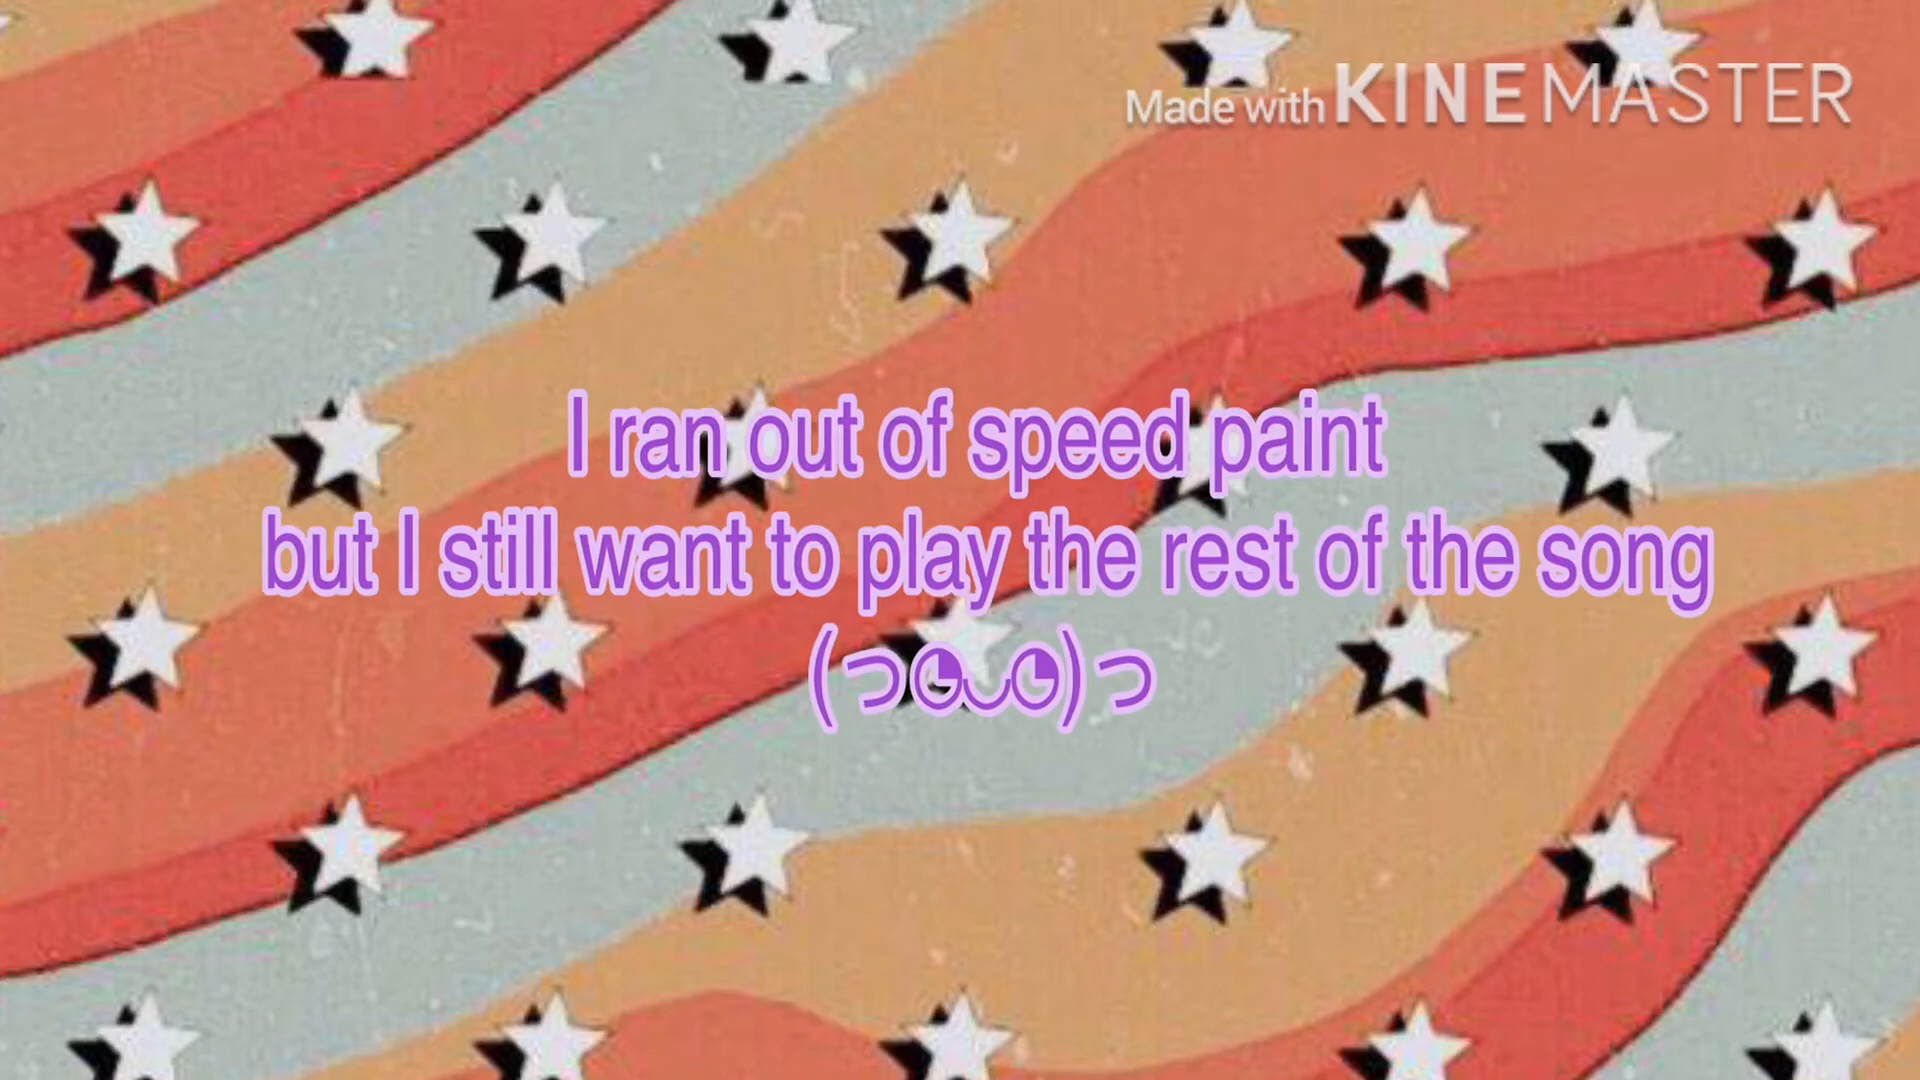 Made with KINEMASTER
I ran out of speed paint
but I still want to play the rest of the song
(つ◕‿◕)つ